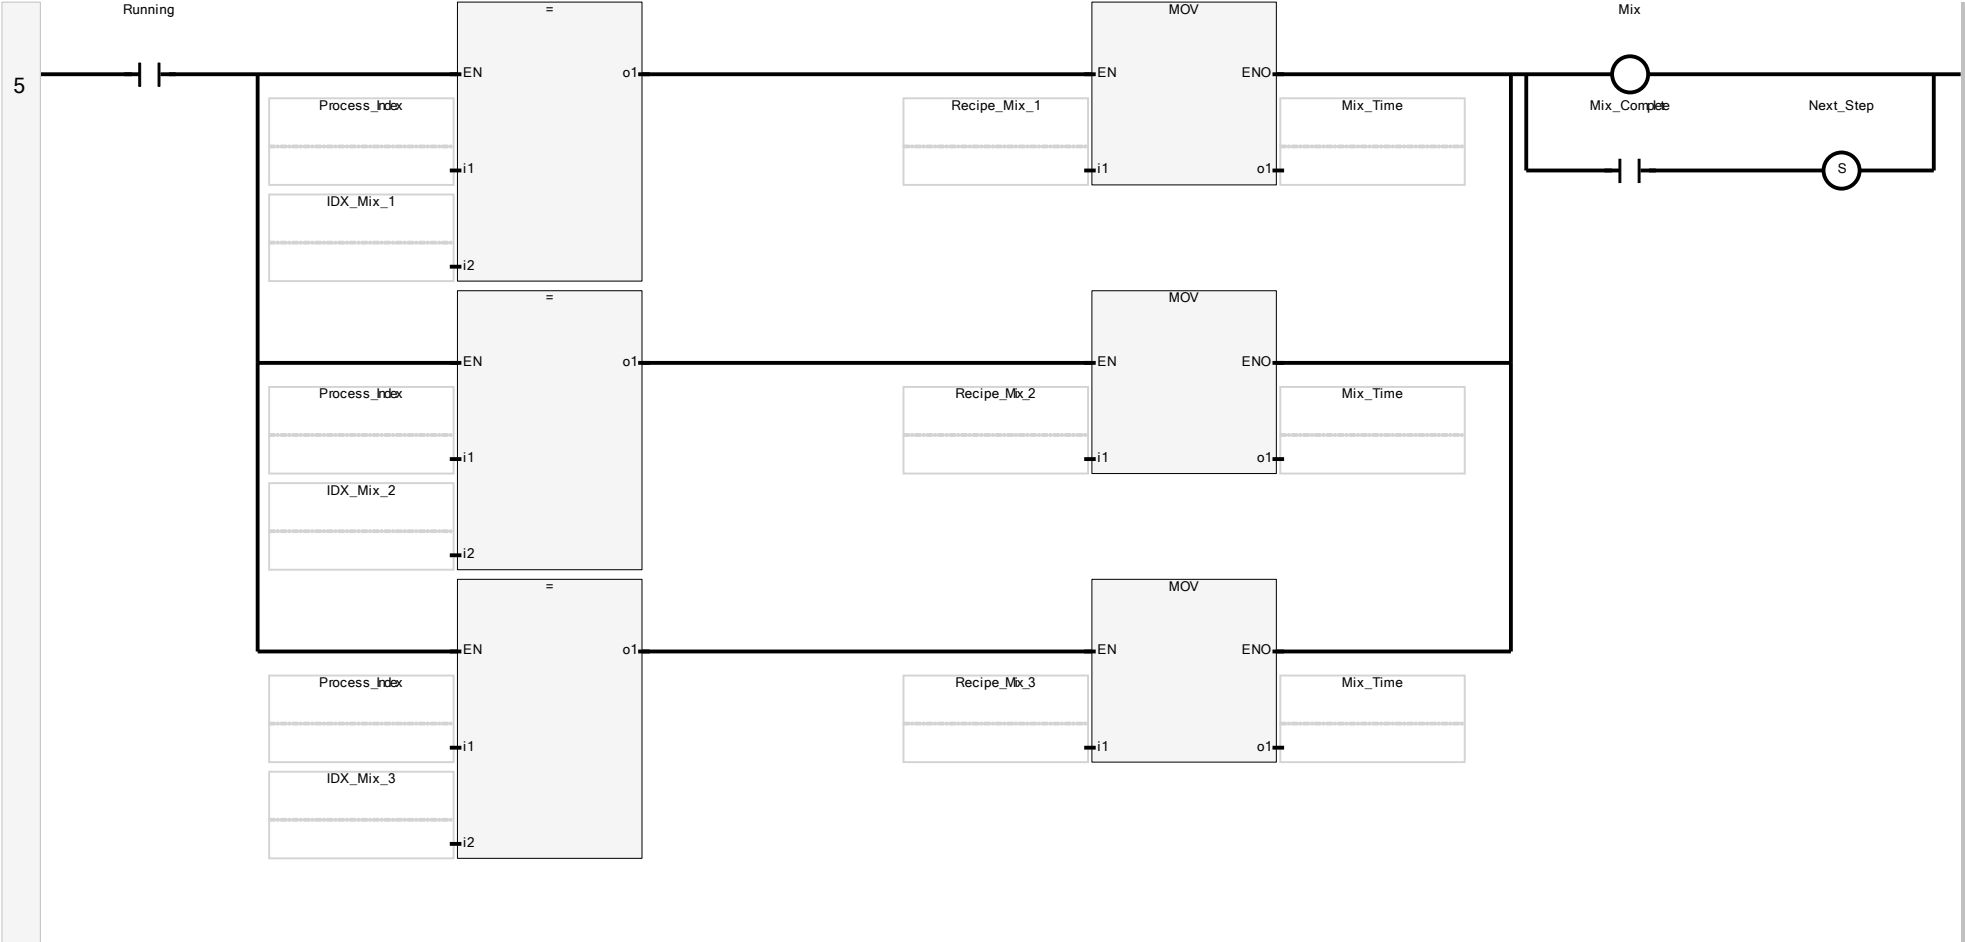 Running
=
MOV
Mix
5
EN
o1
EN
ENO
Process_Index
Recipe_Mix_1
Mix_Time
Mix_Complete
Next_Step
i1
i1
o1
S
IDX_Mix_1
i2
=
MOV
EN
o1
EN
ENO
Process_Index
Recipe_Mix_2
Mix_Time
i1
i1
o1
IDX_Mix_2
i2
=
MOV
EN
o1
EN
ENO
Process_Index
Recipe_Mix_3
Mix_Time
i1
i1
o1
IDX_Mix_3
i2